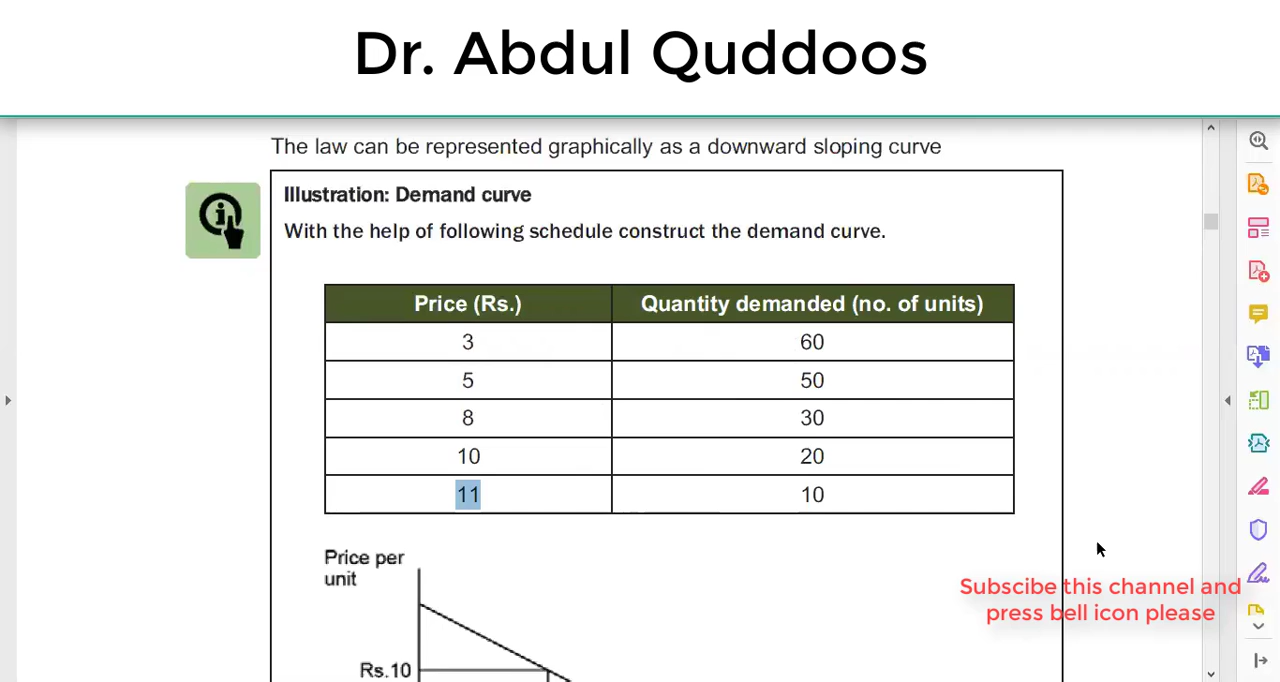 Dr. Abdul Quddoos
The law can be represented graphically as a downward sloping curve
Illustration: Demand curve
With the help of following schedule construct the demand curve.
Price (Rs.) Quantity demanded (no. of units)
3 60
5 50
8 30
10 20
11 10
Price per
unit
Rs.10
Subscibe this channel and
press bell icon please